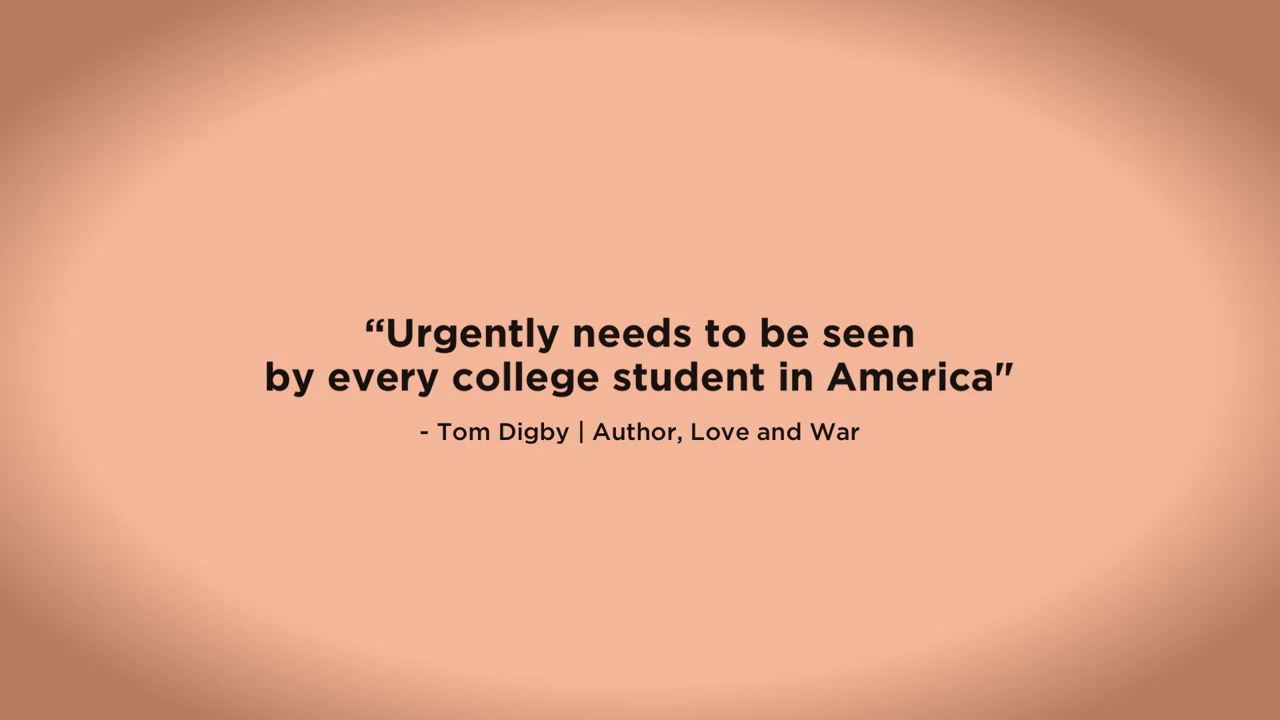 “Urgently needs to be seen
by every college student in America"
- Tom Digby | Author, Love and War